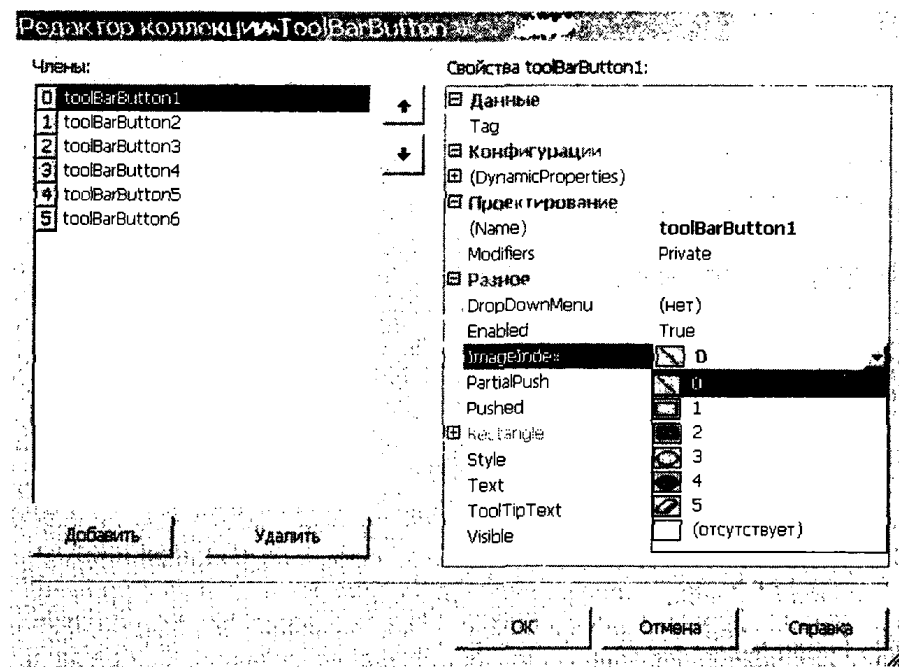 Редактор коллекции ToolBarButton
Члены:
0 toolBarButton1
1 toolBarButton2
2 toolBarButton3
3 toolBarButton4
4 toolBarButton5
5 toolBarButton6
Добавить
Удалить
Свойства toolBarButton1:
Данные
Tag
Конфигурации
(DynamicProperties)
Проектирование
(Name) toolBarButton1
Modifiers Private
Разное
DropDownMenu (нет)
Enabled True
ImageIndex 0
PartialPush 0
Pushed 1
Rectangle 2
Style 3
Text 4
ToolTipText 5
Visible (отсутствует)
OK
Отмена
Справка